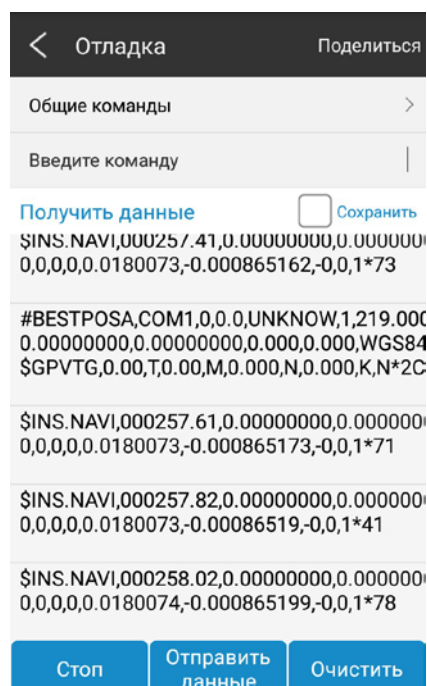 Отладка
Поделиться
Общие команды
Введите команду
Получить данные
Сохранить
$INS.NAVI,000257.41,0.00000000,0.000000
0,0,0,0,0.0180073,-0.000865162,-0,0,1*73
#BESTPOSA,COM1,0,0.0,UNKNOW,1,219.000
0.00000000,0.00000000,0.000,0.000,WGS84
$GPVTG,0.00,T,0.00,M,0.000,N,0.000,K,N*2C
$INS.NAVI,000257.61,0.00000000,0.000000
0,0,0,0,0.0180073,-0.000865173,-0,0,1*71
$INS.NAVI,000257.82,0.00000000,0.000000
0,0,0,0,0.0180073,-0.00086519,-0,0,1*41
$INS.NAVI,000258.02,0.00000000,0.000000
0,0,0,0,0.0180074,-0.000865199,-0,0,1*78
Стоп
Отправить
данные
Очистить